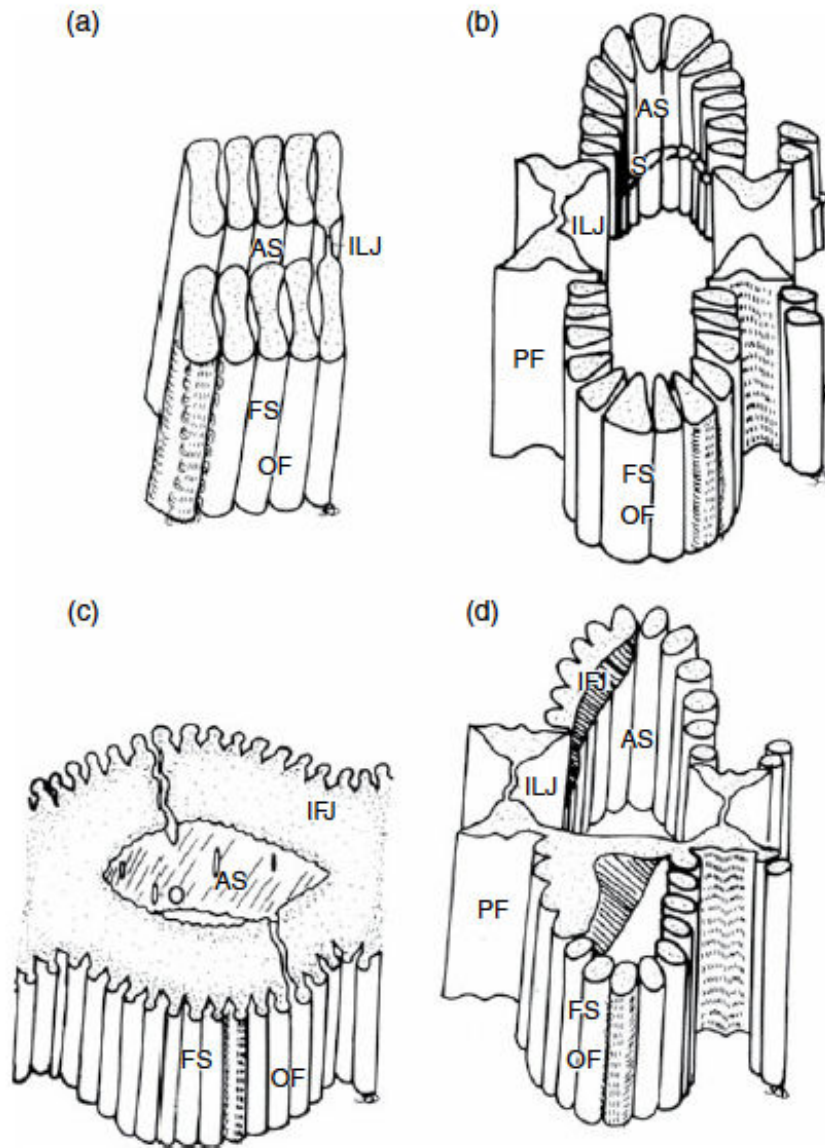 (a)
AS
ILJ
FS
OF
(b)
AS
S
ILJ
PF
FS
OF
(c)
IFJ
AS
O
FS
OF
(d)
IFJ
AS
ILJ
PF
FS
OF